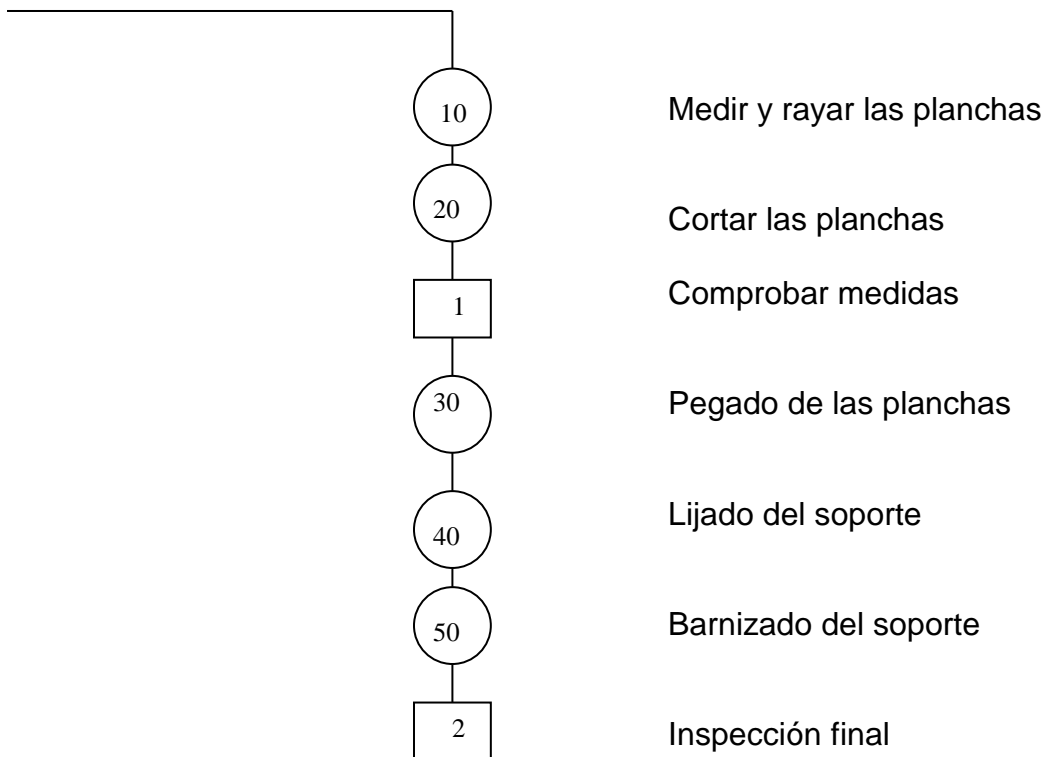 10 Medir y rayar las planchas
20 Cortar las planchas
1 Comprobar medidas
30 Pegado de las planchas
40 Lijado del soporte
50 Barnizado del soporte
2 Inspección final